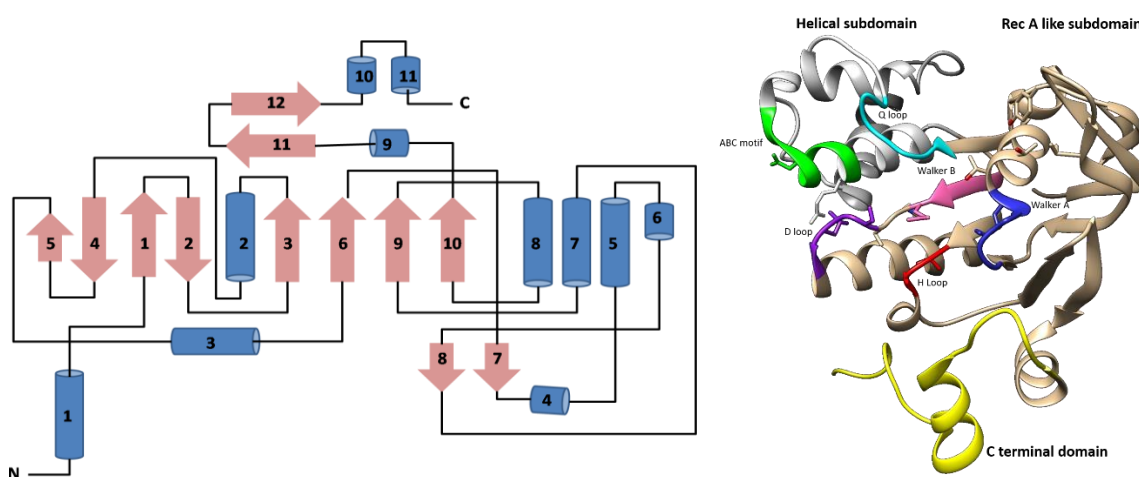 10
11
12
C
11
9
5
4
1
2
2
3
6
9
10
8
7
5
6
3
8
7
4
1
N
Helical subdomain
Rec A like subdomain
Q loop
ABC motif
Walker B
Walker A
D loop
H Loop
C terminal domain